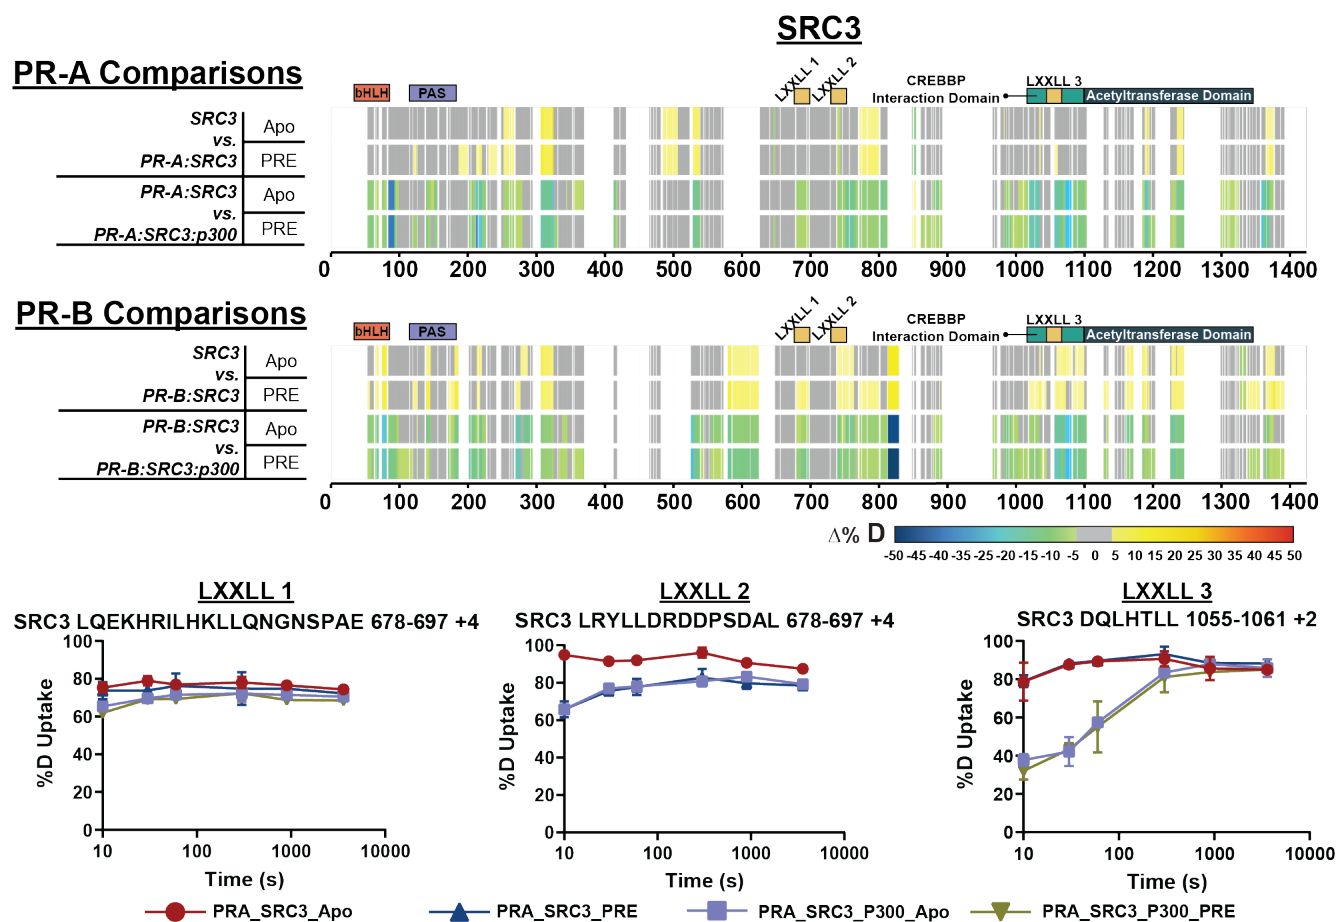 SRC3
PR-A Comparisons
LXXLL 1
LXXLL 2
CREBBP
Interaction Domain
LXXLL 3
bHLH
PAS
Acetyltransferase Domain
SRC3
vs.
PR-A:SRC3
Apo
PRE
PR-A:SRC3
vs.
PR-A:SRC3:p300
Apo
PRE
0 100 200 300 400 500 600 700 800 900 1000 1100 1200 1300 1400
PR-B Comparisons
LXXLL 1
LXXLL 2
CREBBP
Interaction Domain
LXXLL 3
bHLH
PAS
Acetyltransferase Domain
SRC3
vs.
PR-B:SRC3
Apo
PRE
PR-B:SRC3
vs.
PR-B:SRC3:p300
Apo
PRE
0 100 200 300 400 500 600 700 800 900 1000 1100 1200 1300 1400
Δ% D
-50 -45 -40 -35 -25 -20 -15 -10 -5 0 5 10 15 20 25 30 35 40 45 50
LXXLL 1
SRC3 LQEKHRILHKLLQNGNSPAE 678-697 +4
%D Uptake
100
80
60
40
20
0
10 100 1000 10000
Time (s)
LXXLL 2
SRC3 LRYLLDRDDPSDAL 678-697 +4
%D Uptake
100
80
60
40
20
0
10 100 1000 10000
Time (s)
LXXLL 3
SRC3 DQLHTLL 1055-1061 +2
%D Uptake
100
80
60
40
20
0
10 100 1000 10000
Time (s)
PRA_SRC3_Apo PRA_SRC3_PRE PRA_SRC3_P300_Apo PRA_SRC3_P300_PRE